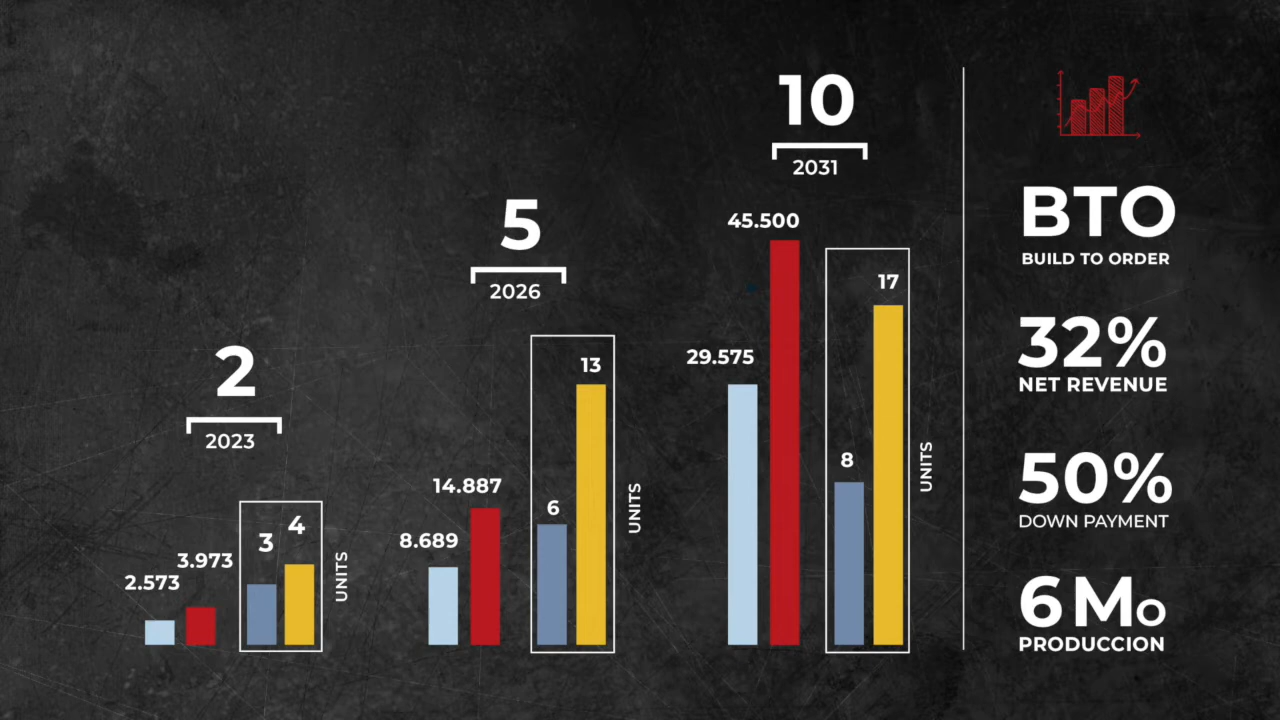 2
2023
2.573
3.973
3
4
UNITS
5
2026
8.689
14.887
6
13
UNITS
10
2031
29.575
45.500
8
17
UNITS
BTO
BUILD TO ORDER
32%
NET REVENUE
50%
DOWN PAYMENT
6 Mo
PRODUCCION